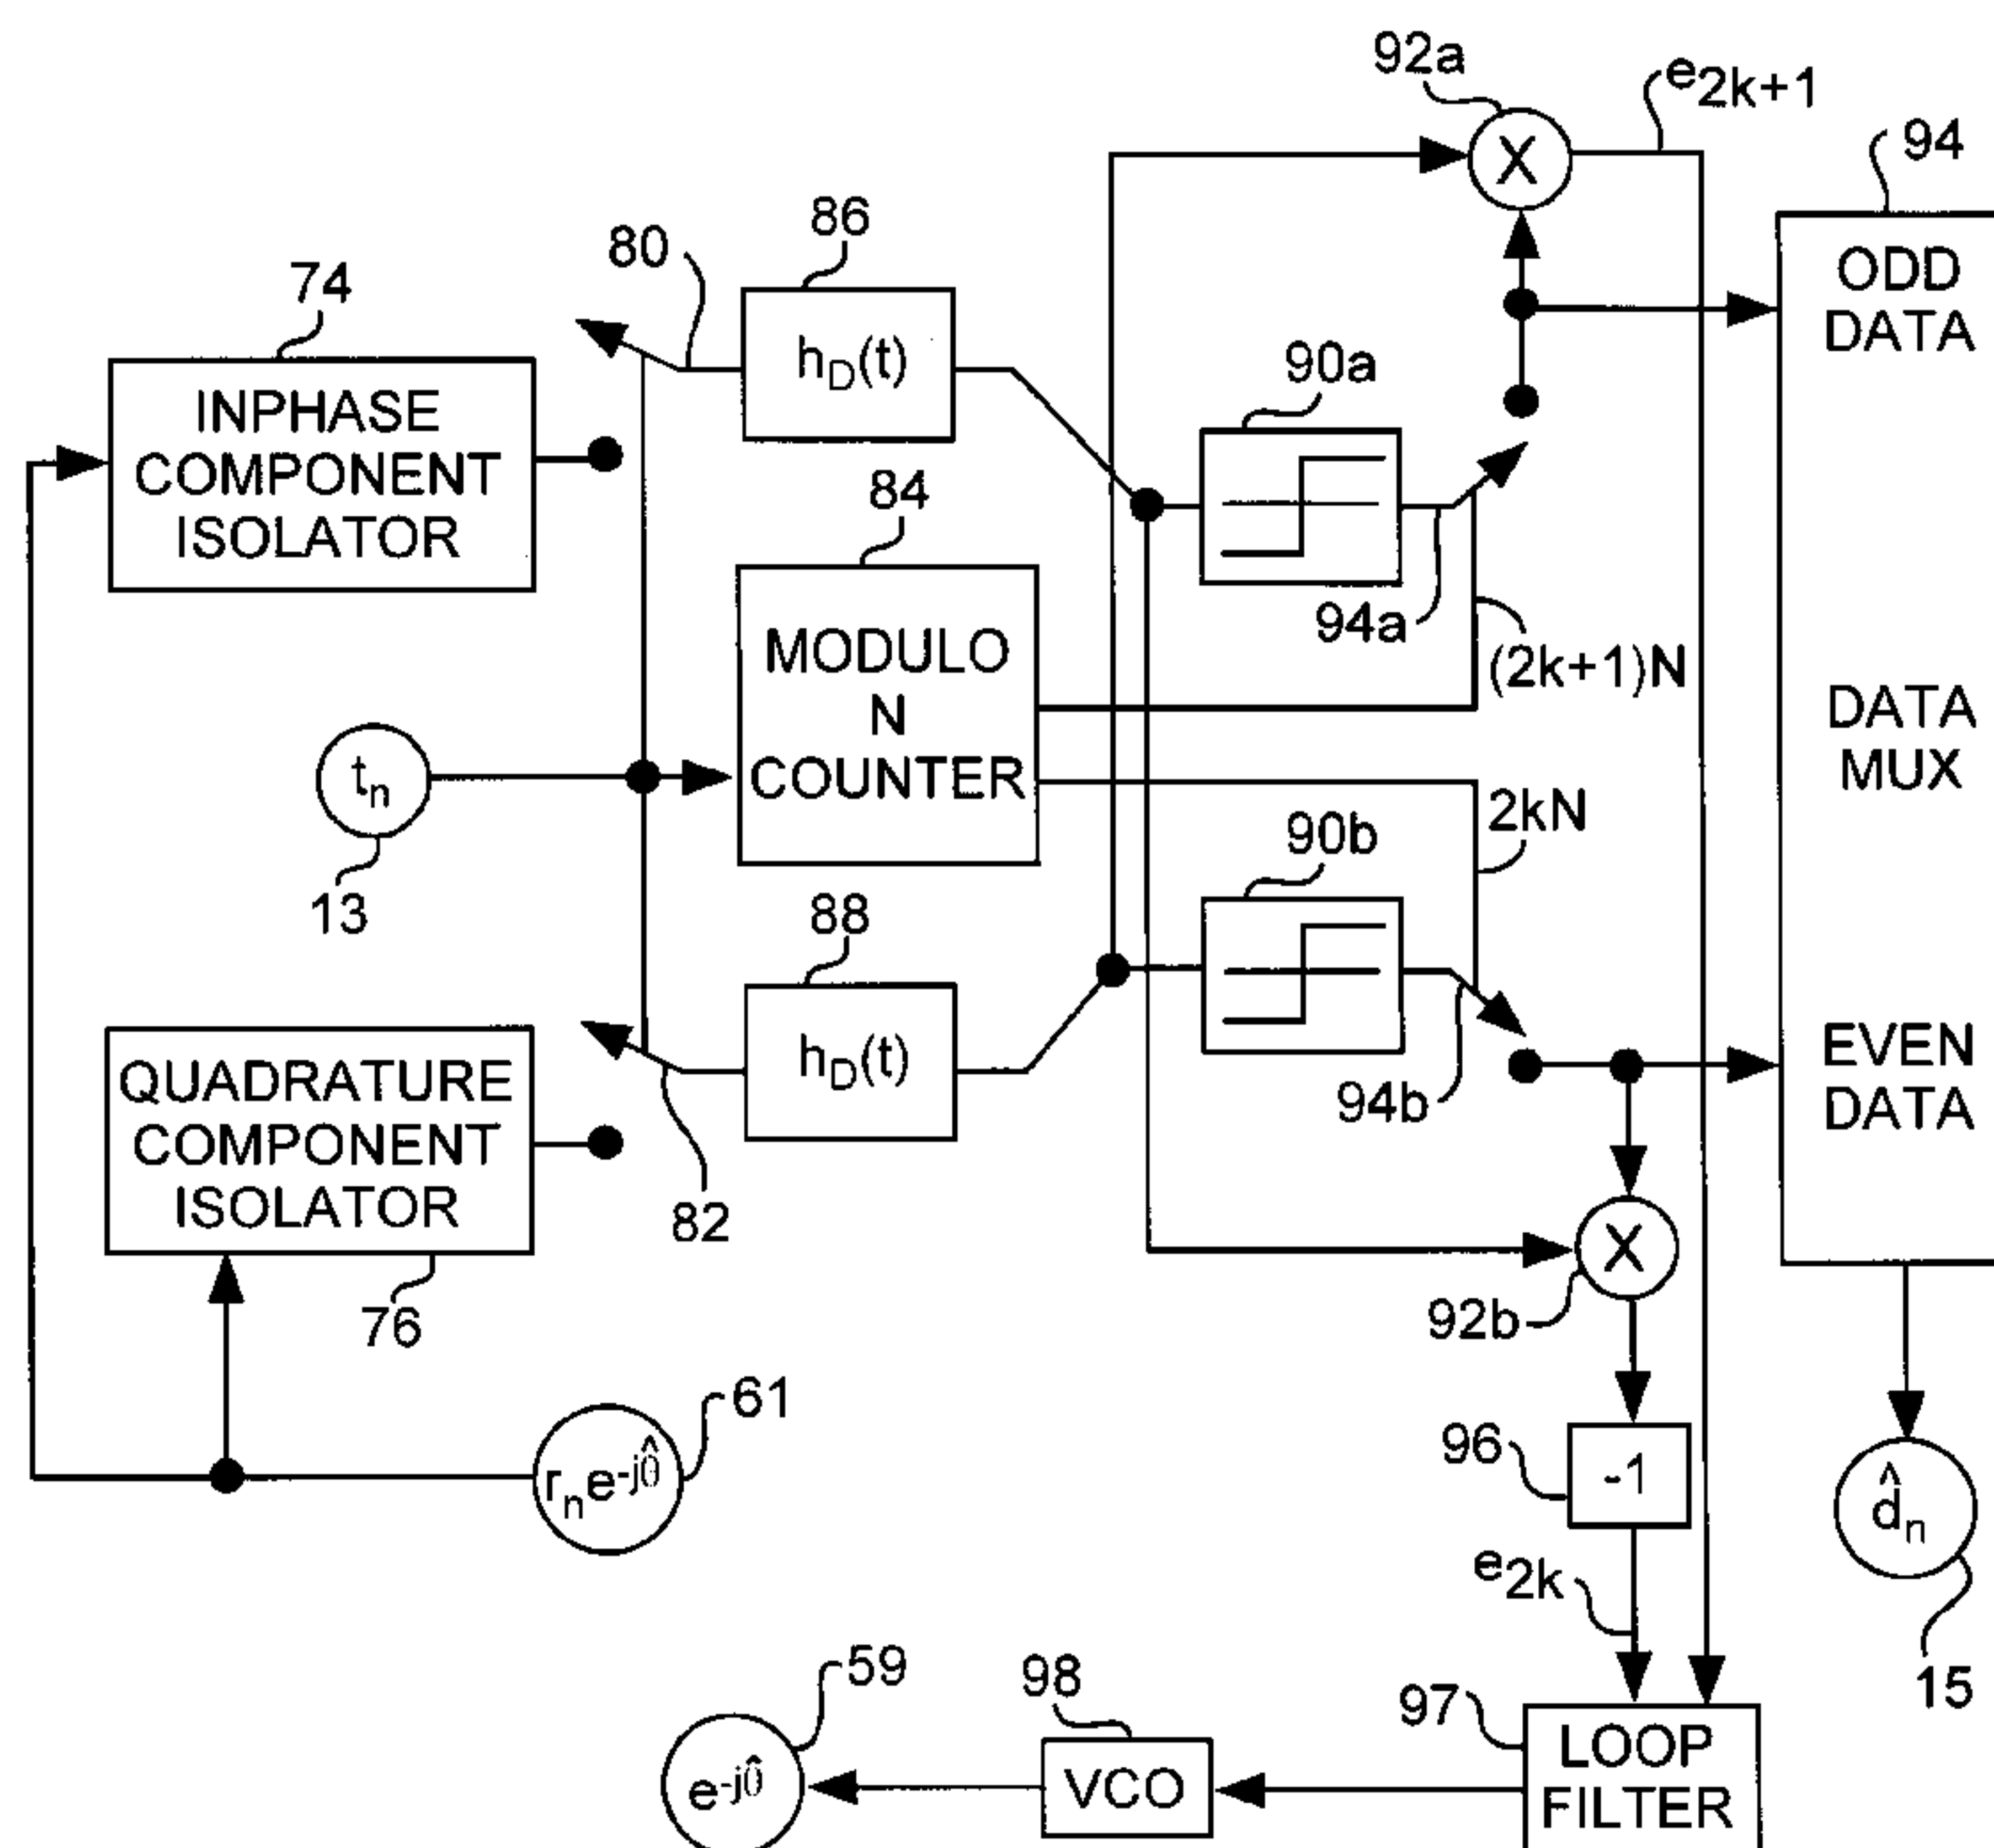 92a
e2k+1
94
ODD
DATA
86
80
hD(t)
74
INPHASE
COMPONENT
ISOLATOR
90a
84
94a
(2k+1)N
MODULO
N
COUNTER
DATA
MUX
tn
13
2kN
90b
88
hD(t)
94b
EVEN
DATA
QUADRATURE
COMPONENT
ISOLATOR
82
76
X
X
92b
61
rne-jθ̂
96
-1
d̂n
e2k
15
59
98
97
LOOP
FILTER
VCO
e-jθ̂